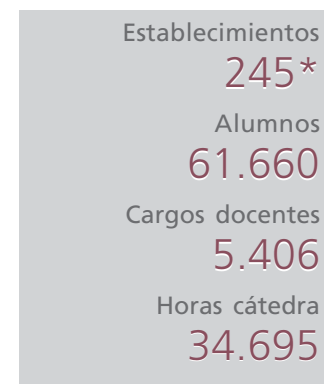 Establecimientos
245*
Alumnos
61.660
Cargos docentes
5.406
Horas cátedra
34.695